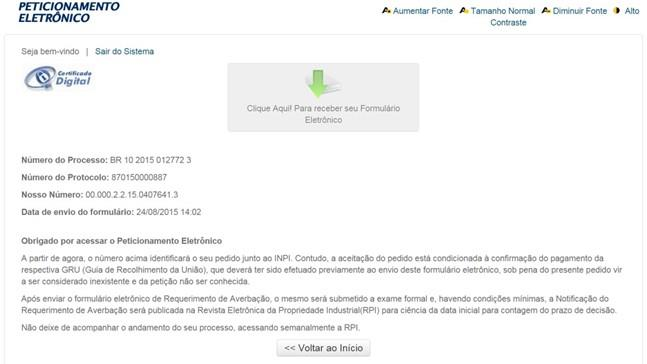 PETICIONAMENTO
ELETRÔNICO
Aumentar Fonte Tamanho Normal Diminuir Fonte Alto
Contraste
Seja bem-vindo | Sair do Sistema
Certificado
Digital
Clique Aqui! Para receber seu Formulário
Eletrônico
Número do Processo: BR 10 2015 012772 3
Número do Protocolo: 870150000887
Nosso Número: 00.000.2.2.15.0407641.3
Data de envio do formulário: 24/08/2015 14:02
Obrigado por acessar o Peticionamento Eletrônico
A partir de agora, o número acima identificará o seu pedido junto ao INPI. Contudo, a aceitação do pedido está condicionada à confirmação do pagamento da
respectiva GRU (Guia de Recolhimento da União), que deverá ter sido efetuado previamente ao envio deste formulário eletrônico, sob pena do presente pedido vir
a ser considerado inexistente e da petição não ser conhecida.
Após enviar o formulário eletrônico de Requerimento de Averbação, o mesmo será submetido a exame formal e, havendo condições mínimas, a Notificação do
Requerimento de Averbação será publicada na Revista Eletrônica da Propriedade Industrial(RPI) para ciência da data inicial para contagem do prazo de decisão.
Não deixe de acompanhar o andamento do seu processo, acessando semanalmente a RPI.
<< Voltar ao Início